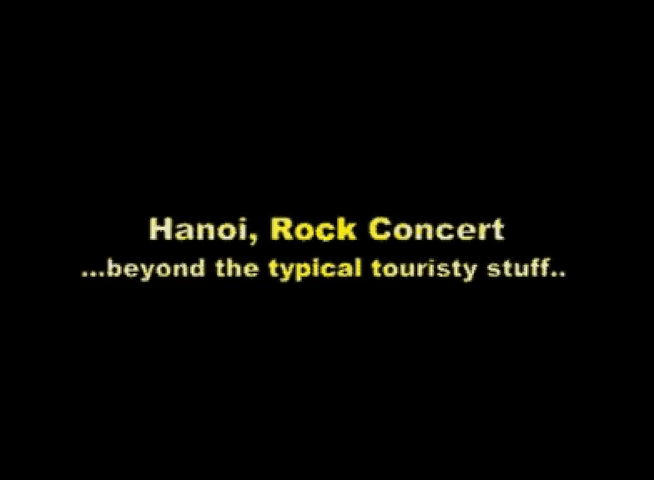 Hanoi, Rock Concert
...beyond the typical touristy stuff..